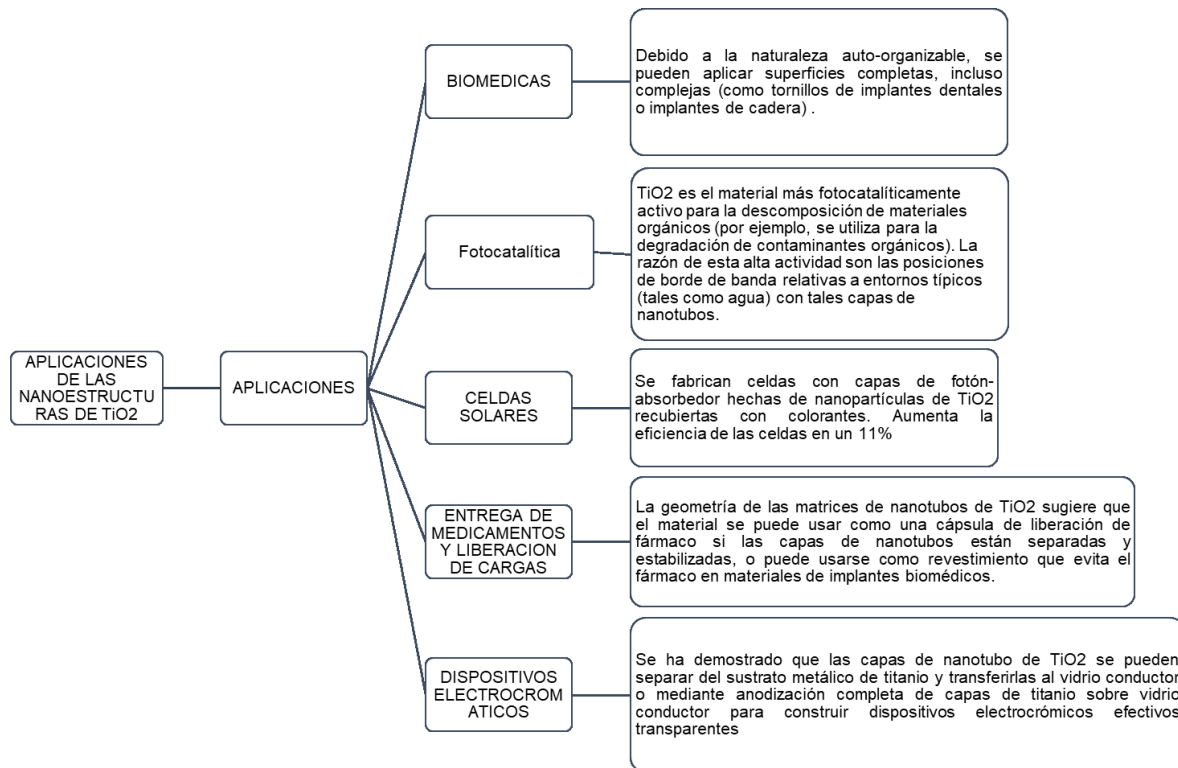 APLICACIONES
DE LAS
NANOESTRUCTU
RAS DE TiO2
APLICACIONES
BIOMEDICAS
Debido a la naturaleza auto-organizable, se
pueden aplicar superficies completas, incluso
complejas (como tornillos de implantes dentales
o implantes de cadera) .
Fotocatalítica
TiO2 es el material más fotocatalíticamente
activo para la descomposición de materiales
orgánicos (por ejemplo, se utiliza para la
degradación de contaminantes orgánicos). La
razón de esta alta actividad son las posiciones
de borde de banda relativas a entornos típicos
(tales como agua) con tales capas de
nanotubos.
CELDAS
SOLARES
Se fabrican celdas con capas de fotón-
absorbedor hechas de nanopartículas de TiO2
recubiertas con colorantes. Aumenta la
eficiencia de las celdas en un 11%
ENTREGA DE
MEDICAMENTOS
Y LIBERACION
DE CARGAS
La geometría de las matrices de nanotubos de TiO2 sugiere que
el material se puede usar como una cápsula de liberación de
fármaco si las capas de nanotubos están separadas y
estabilizadas, o puede usarse como revestimiento que evita el
fármaco en materiales de implantes biomédicos.
DISPOSITIVOS
ELECTROCROM
ATICOS
Se ha demostrado que las capas de nanotubo de TiO2 se pueden
separar del sustrato metálico de titanio y transferirlas al vidrio conductor
o mediante anodización completa de capas de titanio sobre vidrio
conductor para construir dispositivos electrocrómicos efectivos
transparentes